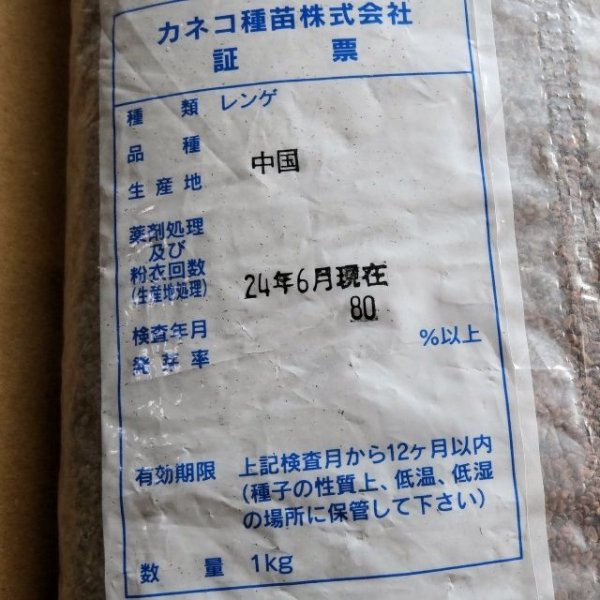 カネコ種苗株式会社
証 票
種 類 レンゲ
品 種
中国
生 産 地
薬剤処理
及び
粉衣回数
(生産地処理)
24年6月現在
80
検査年月
%以上
発芽率
有効期限 上記検査月から12ヶ月以内
(種子の性質上、低温、低湿
の場所に保管して下さい)
数 量 1kg